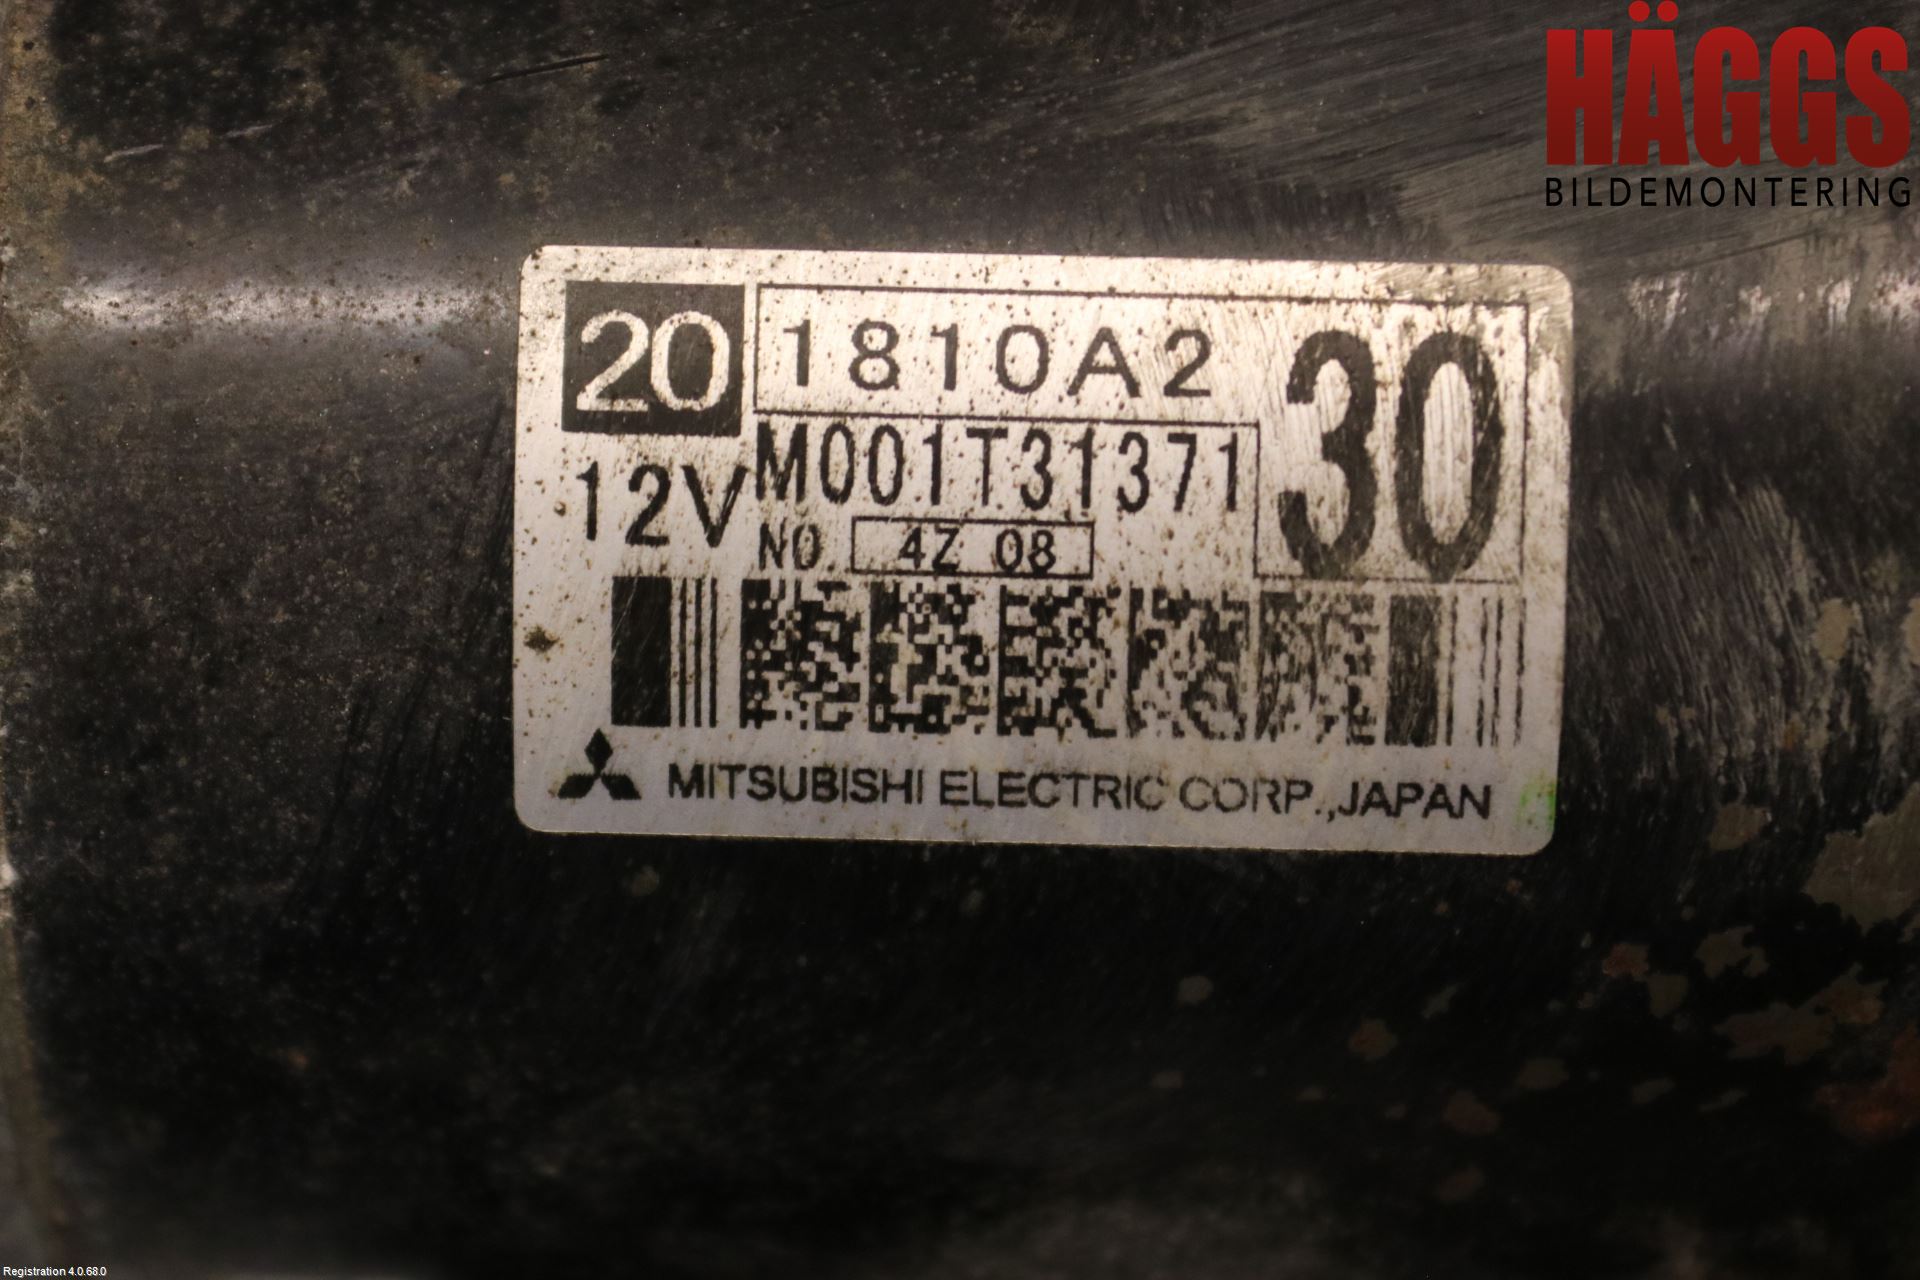 HÄGGS
BILDEMONTERING
20 1810A2 30
12V M001T31371
NO 4Z 08
MITSUBISHI ELECTRIC CORP.,JAPAN
Registration 4.0.68.0